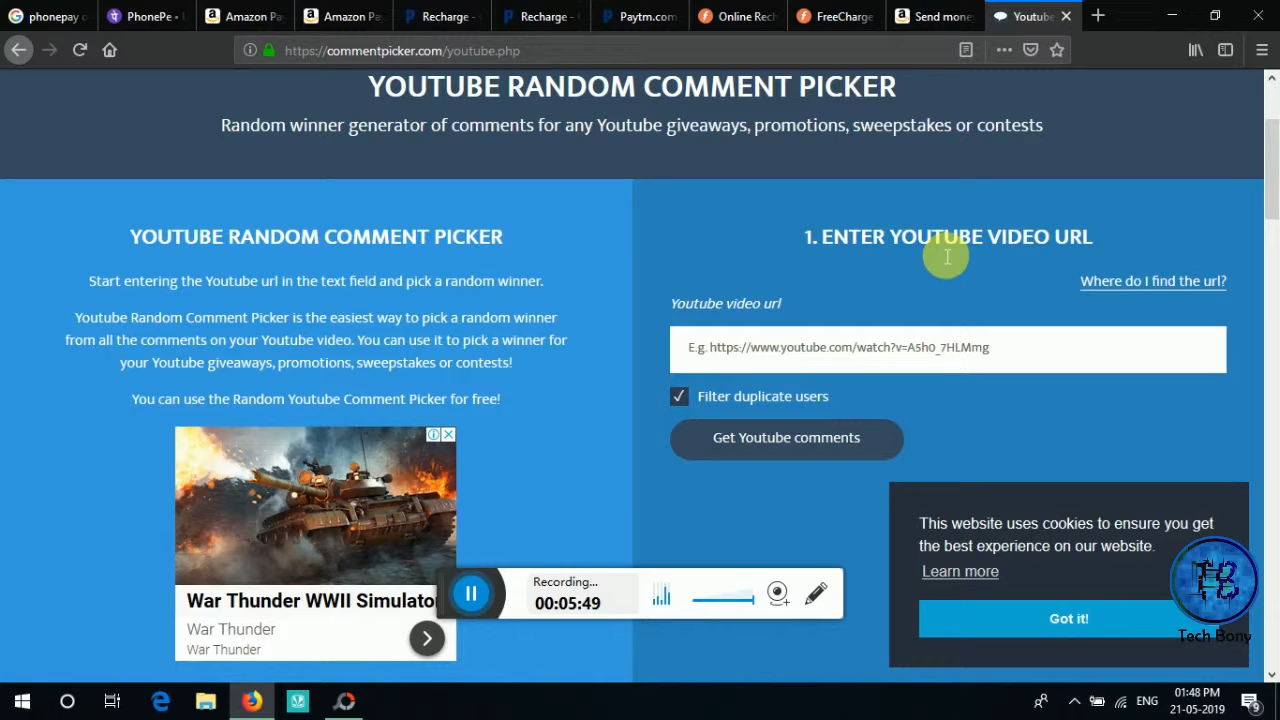 phonepay
PhonePe •
Amazon Pa
Amazon Pa
Recharge -
Recharge -
Paytm.com
Online Rech
FreeCharge
Send mone
Youtube
https://commentpicker.com/youtube.php
YOUTUBE RANDOM COMMENT PICKER
Random winner generator of comments for any Youtube giveaways, promotions, sweepstakes or contests
YOUTUBE RANDOM COMMENT PICKER
Start entering the Youtube url in the text field and pick a random winner.
Youtube Random Comment Picker is the easiest way to pick a random winner
from all the comments on your Youtube video. You can use it to pick a winner for
your Youtube giveaways, promotions, sweepstakes or contests!
You can use the Random Youtube Comment Picker for free!
War Thunder WWII Simulator
War Thunder
War Thunder
1. ENTER YOUTUBE VIDEO URL
Where do I find the url?
Youtube video url
E.g. https://www.youtube.com/watch?v=A5h0_7HLMmg
Filter duplicate users
Get Youtube comments
Recording...
00:05:49
This website uses cookies to ensure you get
the best experience on our website.
Learn more
Got it!
Tech Bony
ENG
01:48 PM
21-05-2019
9